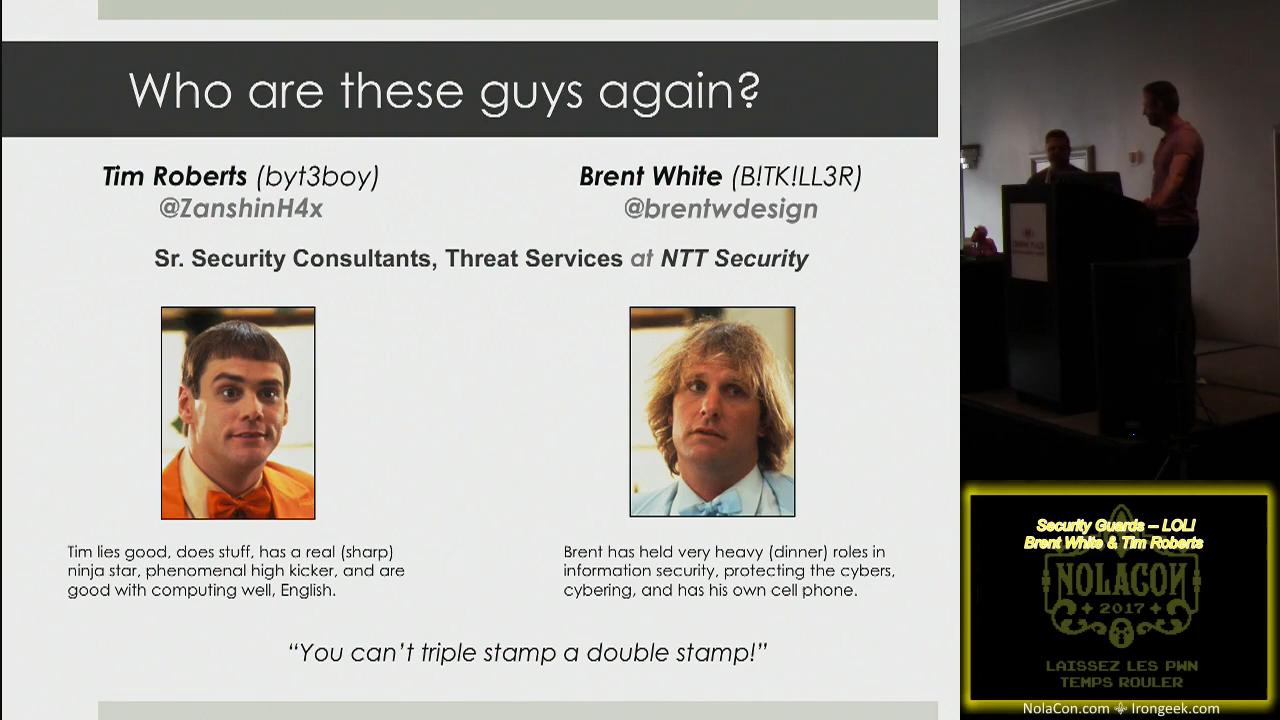 Who are these guys again?
Tim Roberts (byt3boy)
@ZanshinH4x
Brent White (B!TK!LL3R)
@brentwdesign
Sr. Security Consultants, Threat Services at NTT Security
Tim lies good, does stuff, has a real (sharp)
ninja star, phenomenal high kicker, and are
good with computing well, English.
Brent has held very heavy (dinner) roles in
information security, protecting the cybers,
cybering, and has his own cell phone.
“You can’t triple stamp a double stamp!”
Security Guards -- LOL!
Brent White & Tim Roberts
NOLACON
2017
LAISSEZ LES PWN
TEMPS ROULER
NolaCon.com ⚜ Irongeek.com